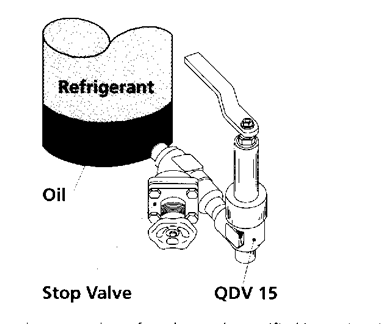 Refrigerant
Oil
Stop Valve
QDV 15